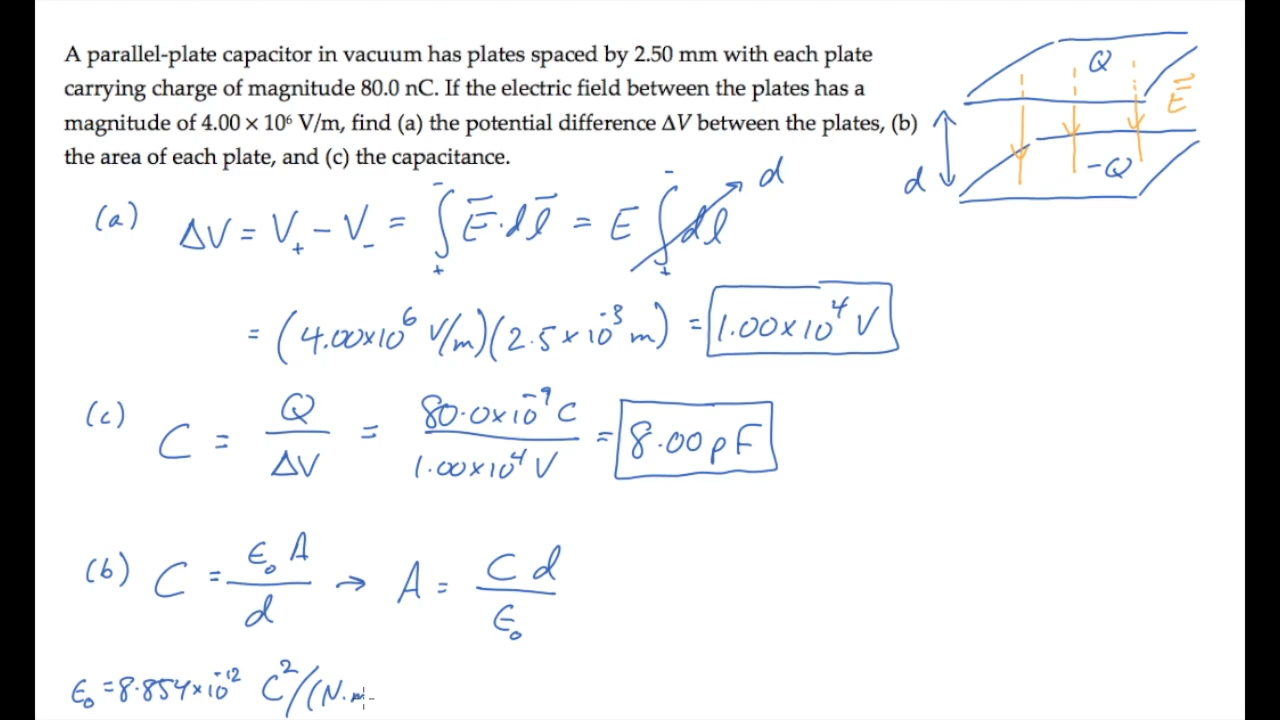 A parallel-plate capacitor in vacuum has plates spaced by 2.50 mm with each plate
carrying charge of magnitude 80.0 nC. If the electric field between the plates has a
magnitude of 4.00 × 10⁶ V/m, find (a) the potential difference ΔV between the plates, (b)
the area of each plate, and (c) the capacitance.
Q
E⃗
d
-Q
(a) ΔV = V₊ - V₋ = ∫₊⁻ E⃗·dl⃗ = E ∫₊⁻ dl d
= (4.00×10⁶ V/m)(2.5×10⁻³ m) = 1.00×10⁴ V
(c) C = Q/ΔV = 80.0×10⁻⁹ C / 1.00×10⁴ V = 8.00 pF
(b) C = ϵ₀ A / d → A = C d / ϵ₀
ϵ₀ = 8.854×10⁻¹² C²/(N·